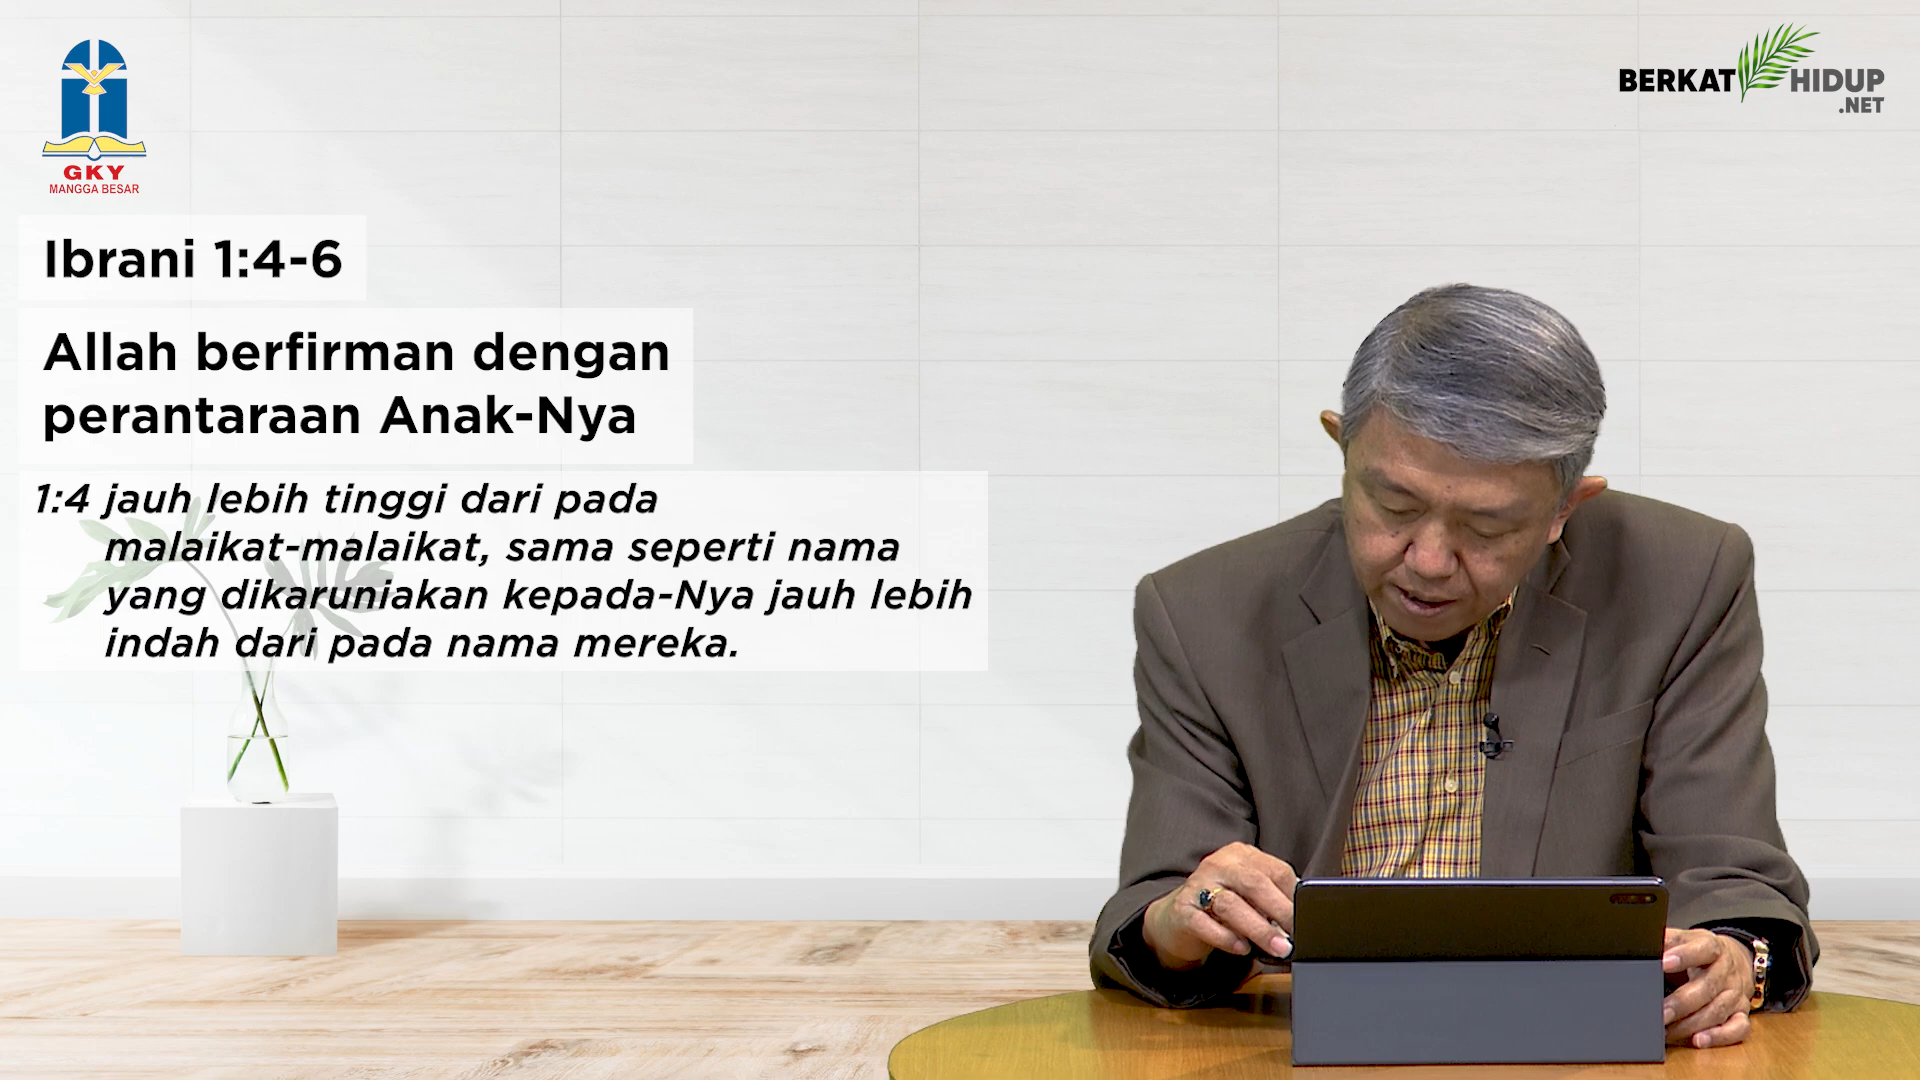 GKY
MANGGA BESAR
BERKAT HIDUP
.NET
Ibrani 1:4-6
Allah berfirman dengan
perantaraan Anak-Nya
1:4 jauh lebih tinggi dari pada
malaikat-malaikat, sama seperti nama
yang dikaruniakan kepada-Nya jauh lebih
indah dari pada nama mereka.